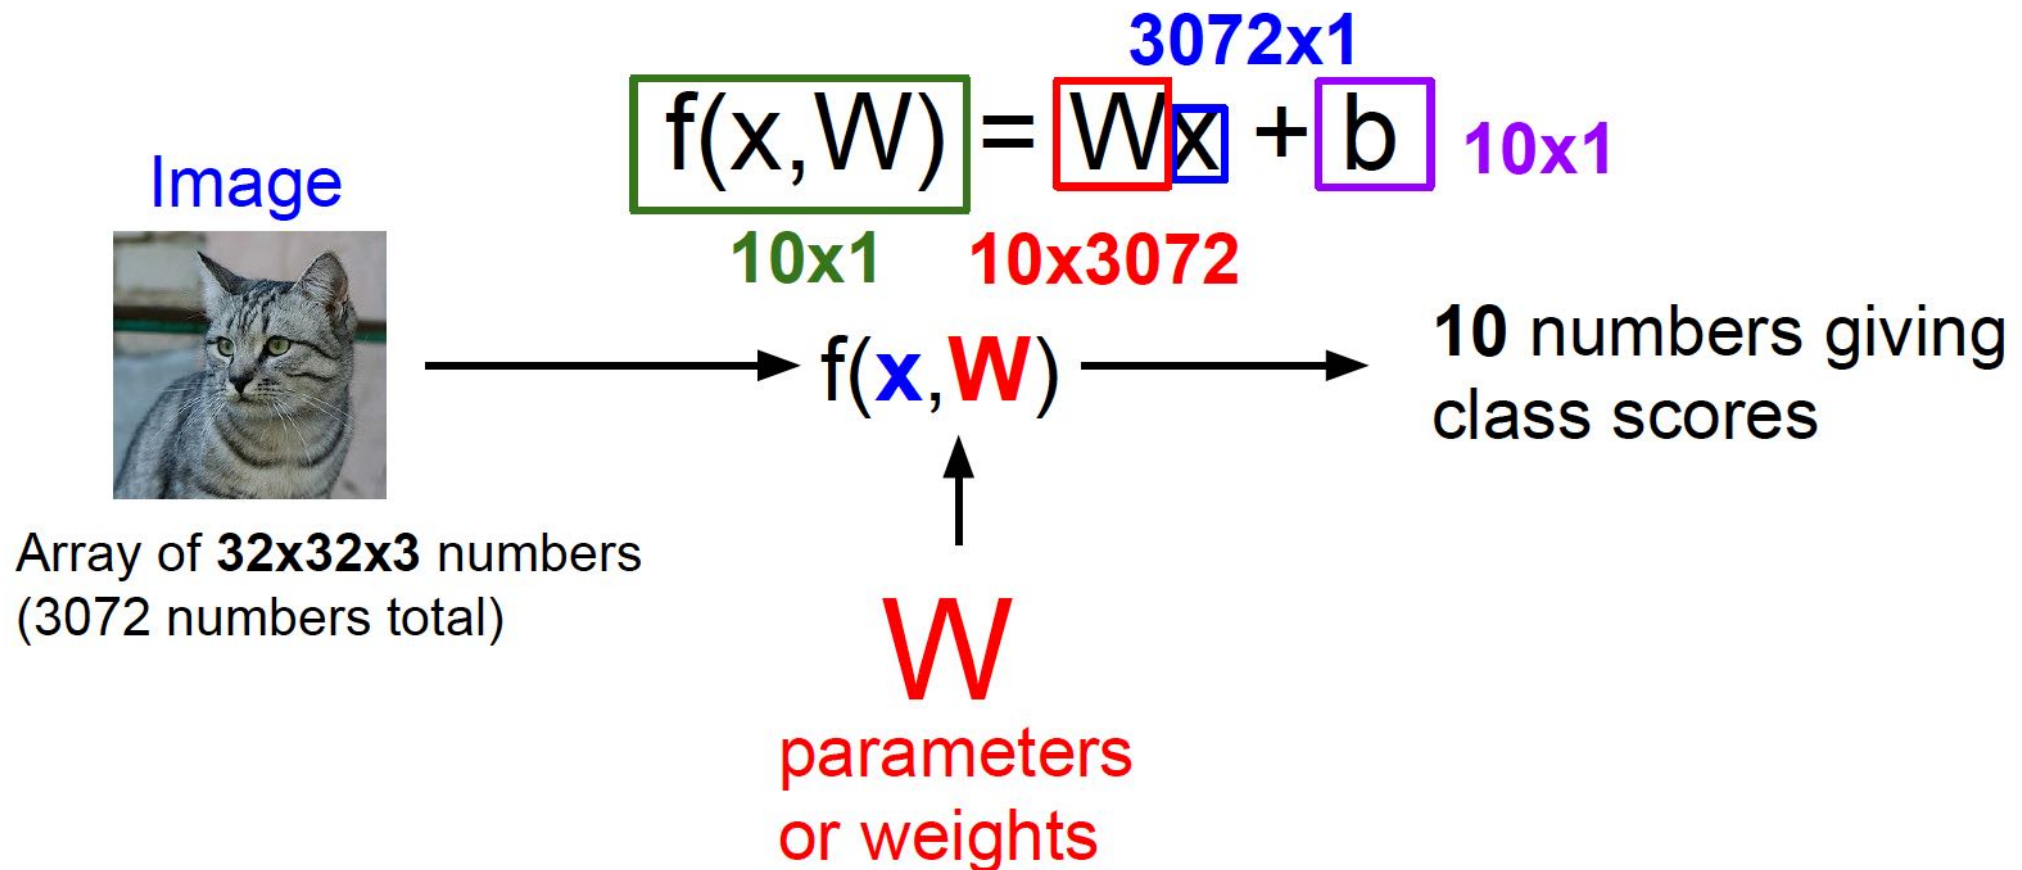 3072x1
f(x,W) = Wx + b 10x1
Image
10x1 10x3072
f(x,W)
10 numbers giving
class scores
Array of 32x32x3 numbers
(3072 numbers total)
W
parameters
or weights